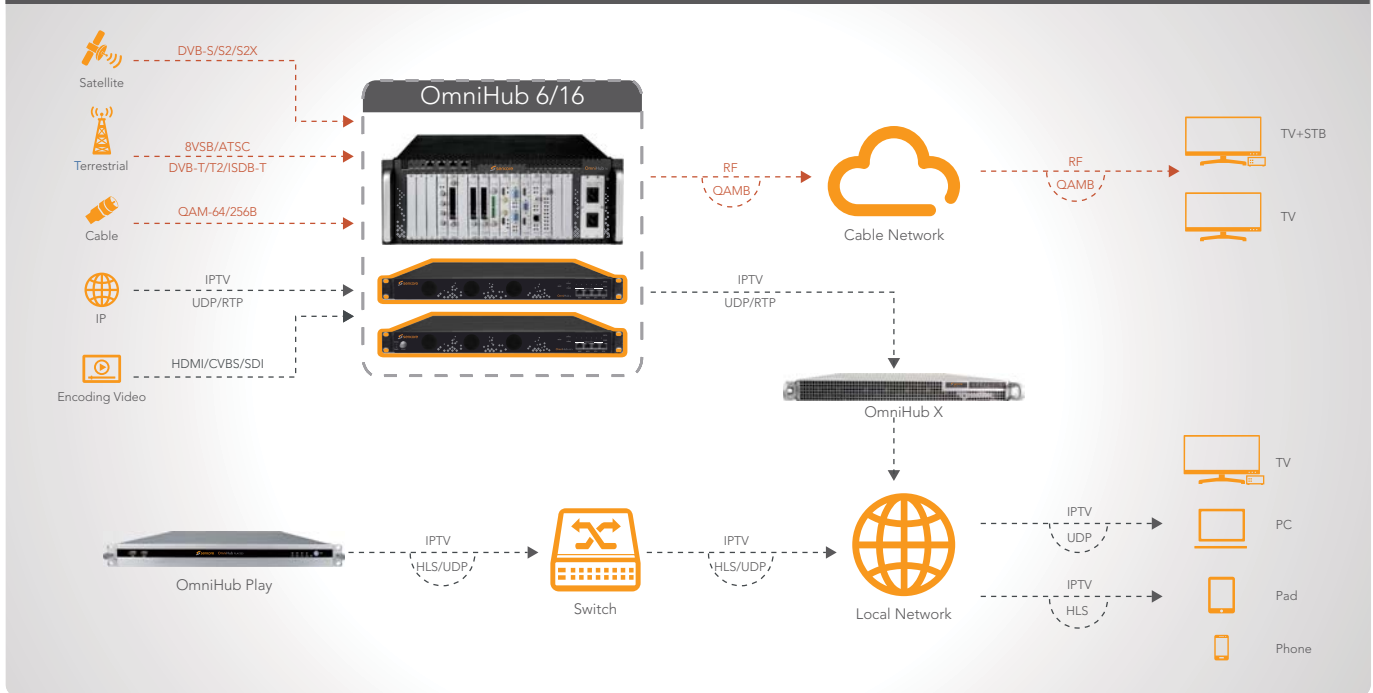 DVB-S/S2/S2X
Satellite
OmniHub 6/16
8VSB/ATSC
DVB-T/T2/ISDB-T
Terrestrial
QAM-64/256B
Cable
RF
QAMB
Cable Network
RF
QAMB
TV+STB
TV
IPTV
UDP/RTP
IP
IPTV
UDP/RTP
HDMI/CVBS/SDI
Encoding Video
OmniHub X
OmniHub Play
IPTV
HLS/UDP
Switch
IPTV
HLS/UDP
Local Network
IPTV
UDP
IPTV
HLS
TV
PC
Pad
Phone